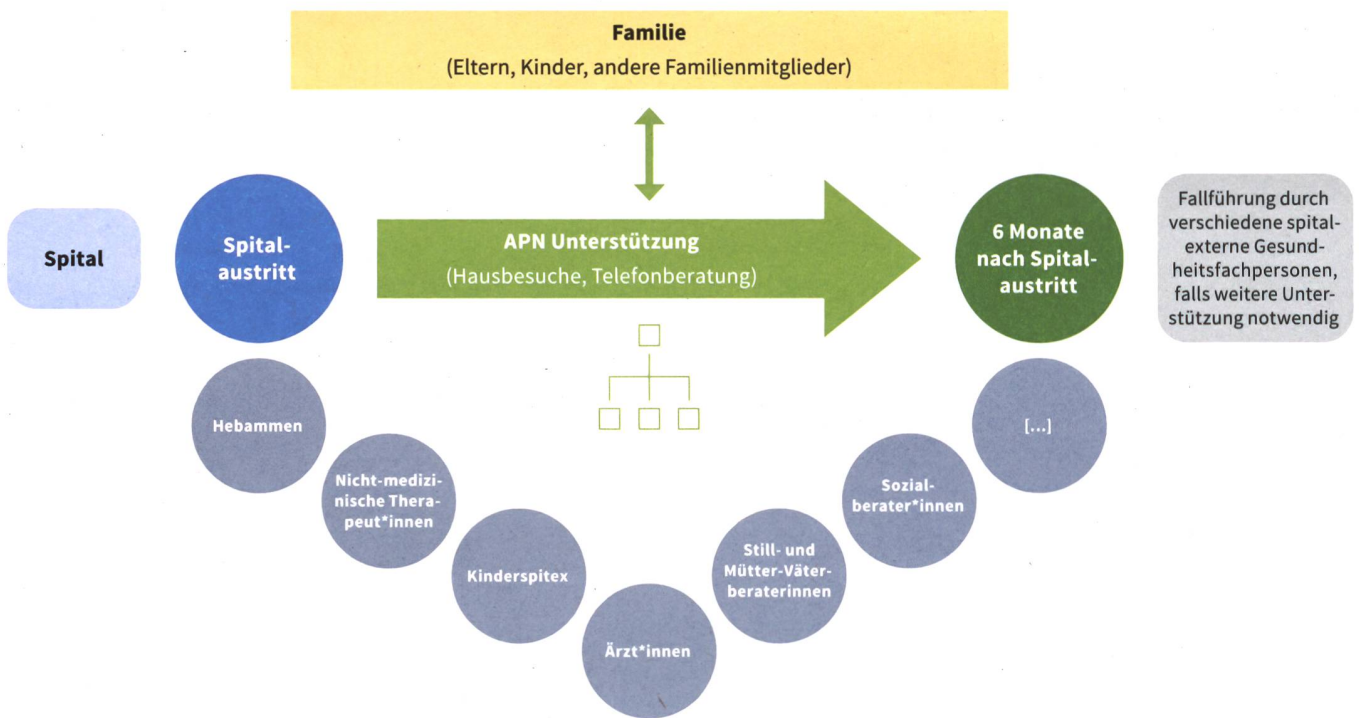 Familie
(Eltern, Kinder, andere Familienmitglieder)
Spital
Spital-
austritt
APN Unterstützung
(Hausbesuche, Telefonberatung)
6 Monate
nach Spital-
austritt
Fallführung durch
verschiedene spital-
externe Gesund-
heitsfachpersonen,
falls weitere Unter-
stützung notwendig
Hebammen
Nicht-medizi-
nische Thera-
peut*innen
Kinderspitex
Ärzt*innen
Still- und
Mütter-Väter-
beraterinnen
Sozial-
berater*innen
[...]